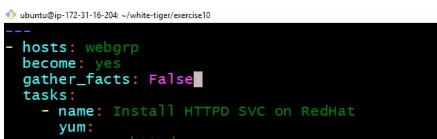 ubuntu@ip-172-31-16-204: ~/white-tiger/exercise10
---
- hosts: webgrp
  become: yes
  gather_facts: False
  tasks:
    - name: Install HTTPD SVC on RedHat
      yum: